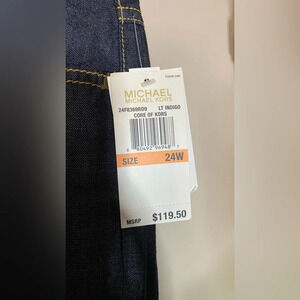 MICHAEL
MICHAEL KORS
24F8369RD9 LT INDIGO
CORE OF KORS
SIZE 24W
MSRP $119.50